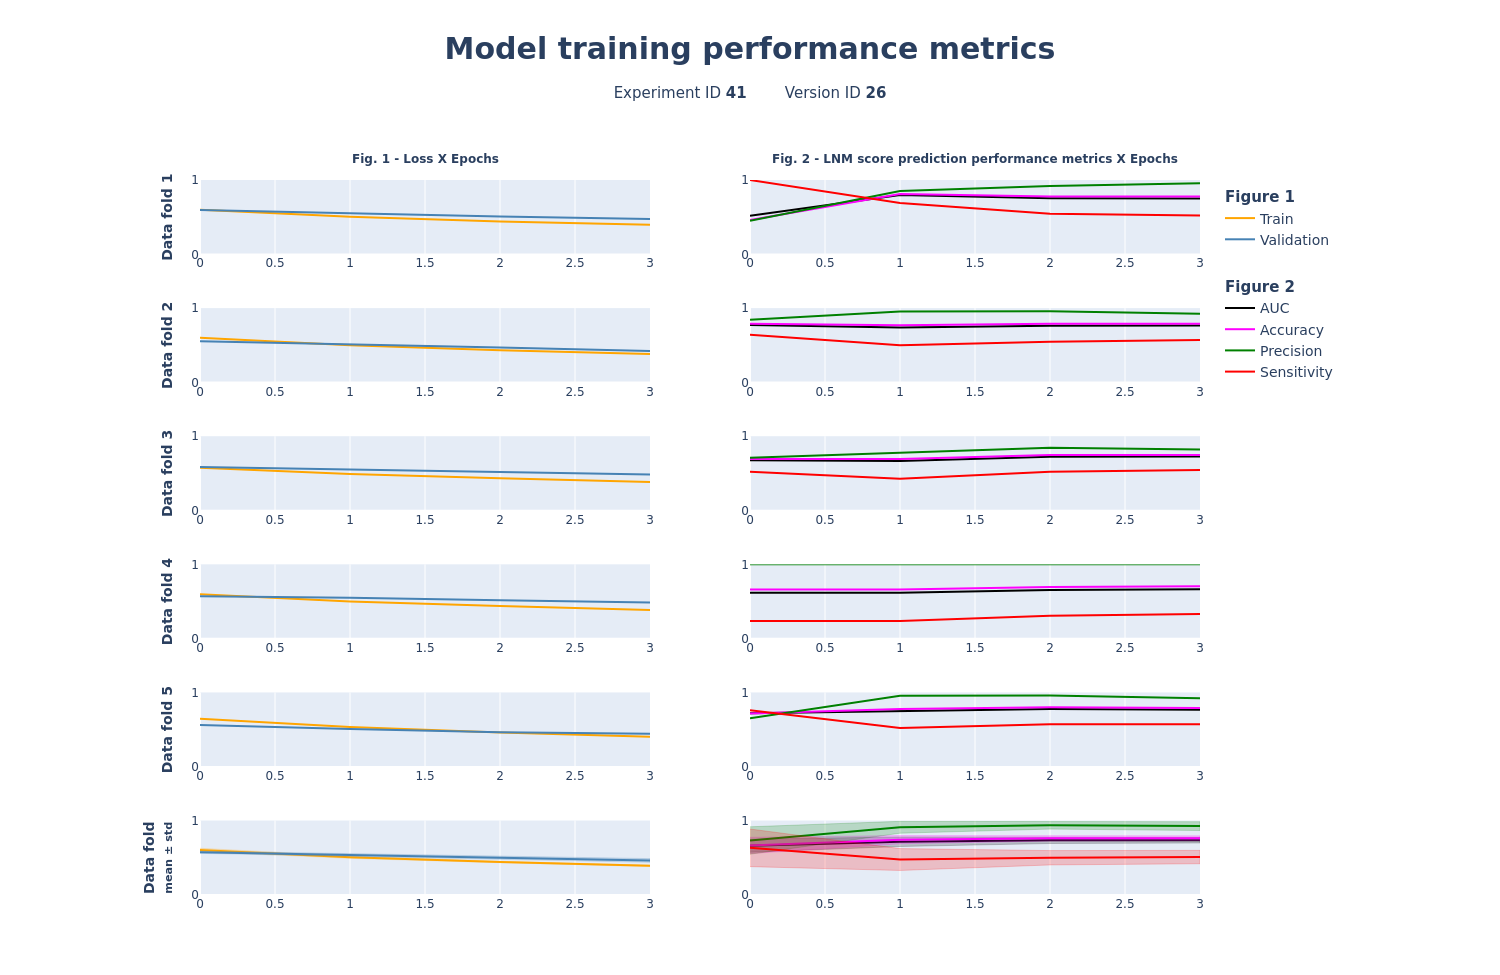 Model training performance metrics
Experiment ID 41 Version ID 26
Fig. 1 - Loss X Epochs
Fig. 2 - LNM score prediction performance metrics X Epochs
Data fold 1
1
0
0 0.5 1 1.5 2 2.5 3
1
0
0 0.5 1 1.5 2 2.5 3
Data fold 2
1
0
0 0.5 1 1.5 2 2.5 3
1
0
0 0.5 1 1.5 2 2.5 3
Data fold 3
1
0
0 0.5 1 1.5 2 2.5 3
1
0
0 0.5 1 1.5 2 2.5 3
Data fold 4
1
0
0 0.5 1 1.5 2 2.5 3
1
0
0 0.5 1 1.5 2 2.5 3
Data fold 5
1
0
0 0.5 1 1.5 2 2.5 3
1
0
0 0.5 1 1.5 2 2.5 3
Data fold
mean ± std
1
0
0 0.5 1 1.5 2 2.5 3
1
0
0 0.5 1 1.5 2 2.5 3
Figure 1
Train
Validation
Figure 2
AUC
Accuracy
Precision
Sensitivity